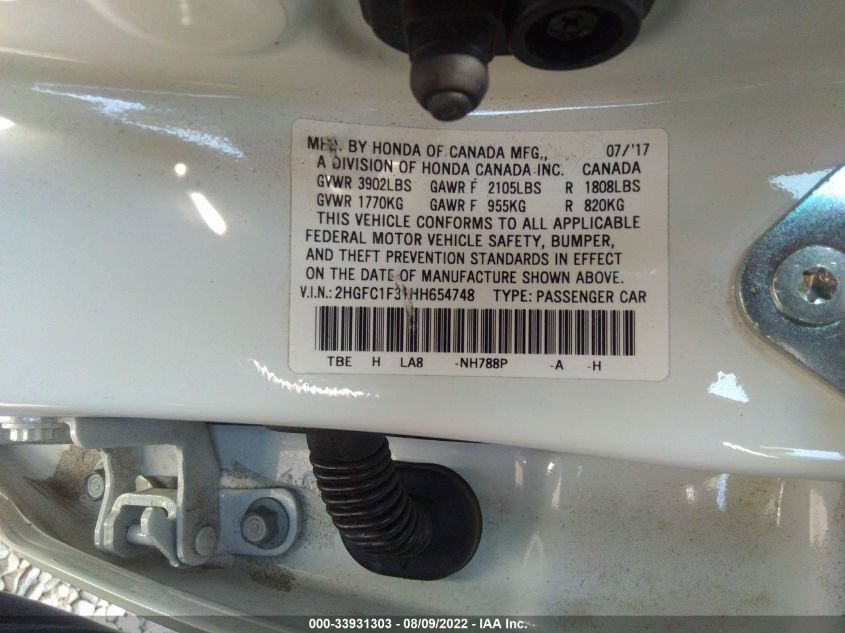 MFD. BY HONDA OF CANADA MFG., 07/'17
A DIVISION OF HONDA CANADA INC. CANADA
GVWR 3902LBS GAWR F 2105LBS R 1808LBS
GVWR 1770KG GAWR F 955KG R 820KG
THIS VEHICLE CONFORMS TO ALL APPLICABLE
FEDERAL MOTOR VEHICLE SAFETY, BUMPER,
AND THEFT PREVENTION STANDARDS IN EFFECT
ON THE DATE OF MANUFACTURE SHOWN ABOVE.
V.I.N.: 2HGFC1F31HH654748 TYPE: PASSENGER CAR
TBE H LA8 -NH788P -A -H
000-33931303 - 08/09/2022 - IAA Inc.